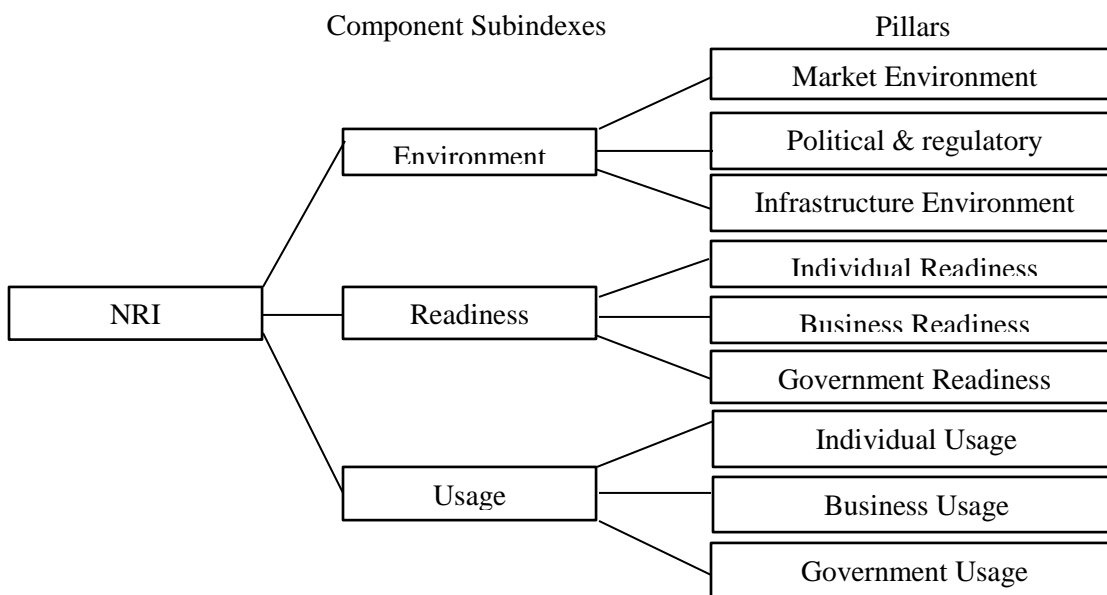 Component Subindexes
Pillars
Market Environment
Environment
Political & regulatory
Infrastructure Environment
Individual Readiness
NRI
Readiness
Business Readiness
Government Readiness
Individual Usage
Usage
Business Usage
Government Usage